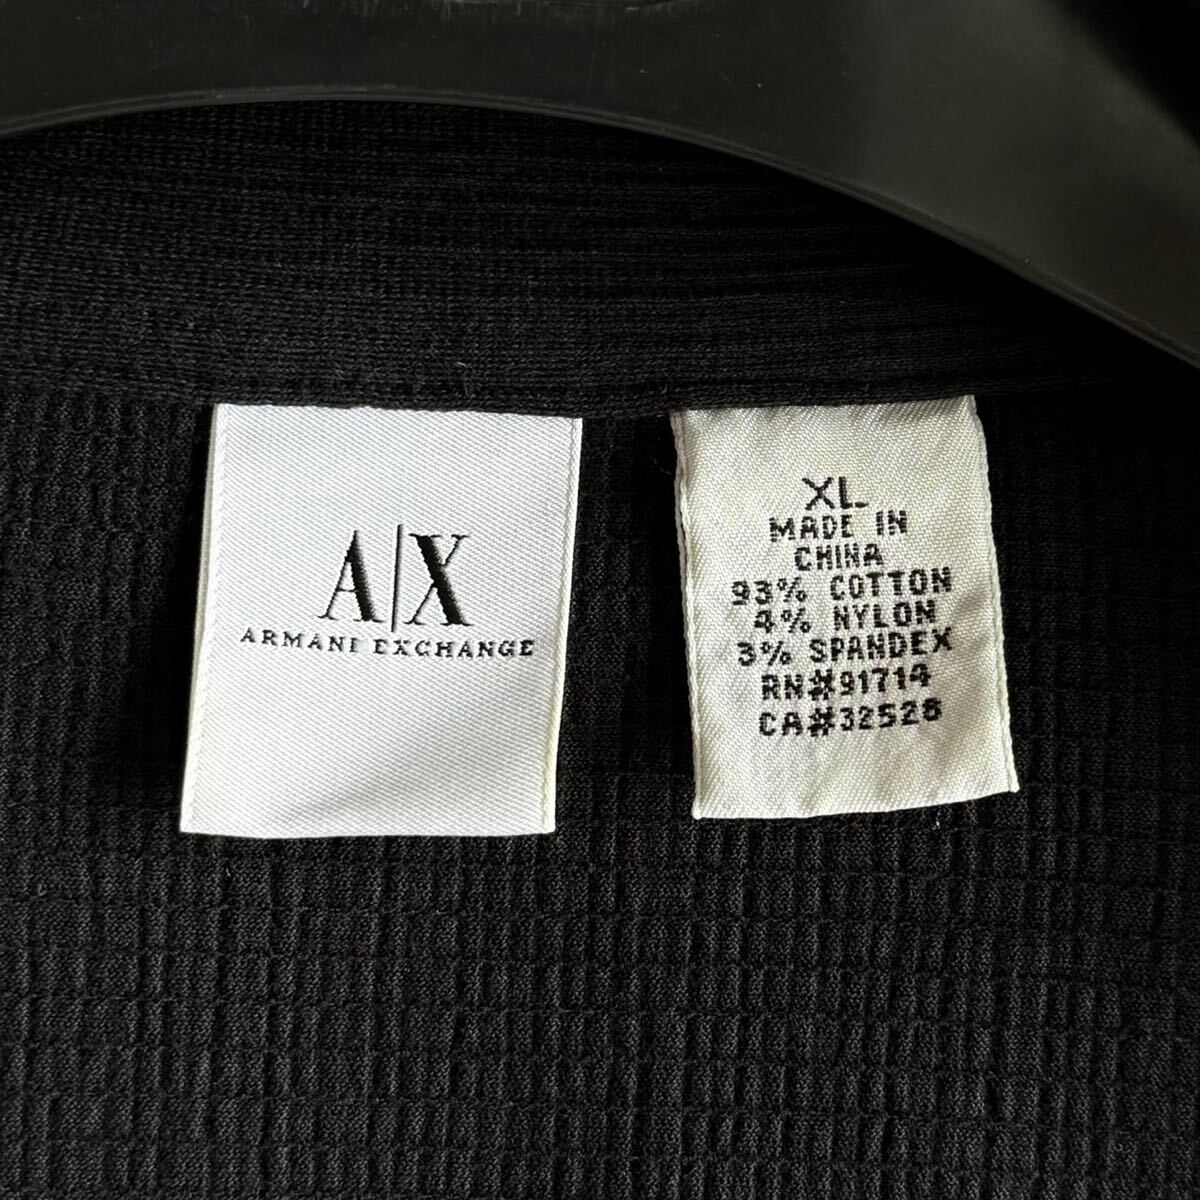 A|X
ARMANI EXCHANGE
XL
MADE IN
CHINA
93% COTTON
4% NYLON
3% SPANDEX
RN#91714
CA#32528